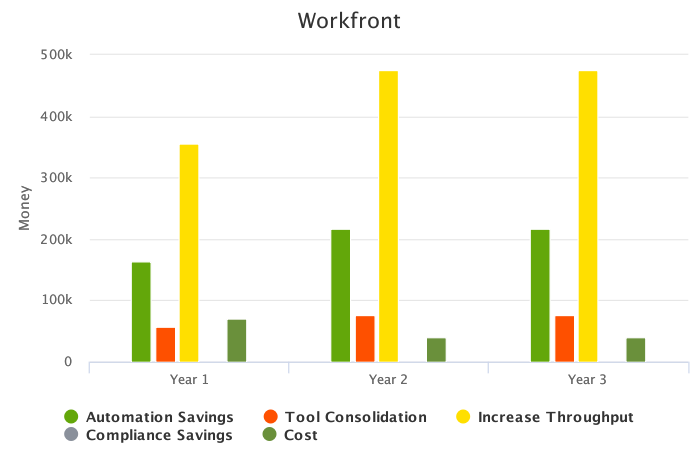 Workfront
500k
400k
300k
200k
100k
0
Money
Year 1 Year 2 Year 3
Automation Savings Tool Consolidation Increase Throughput
Compliance Savings Cost